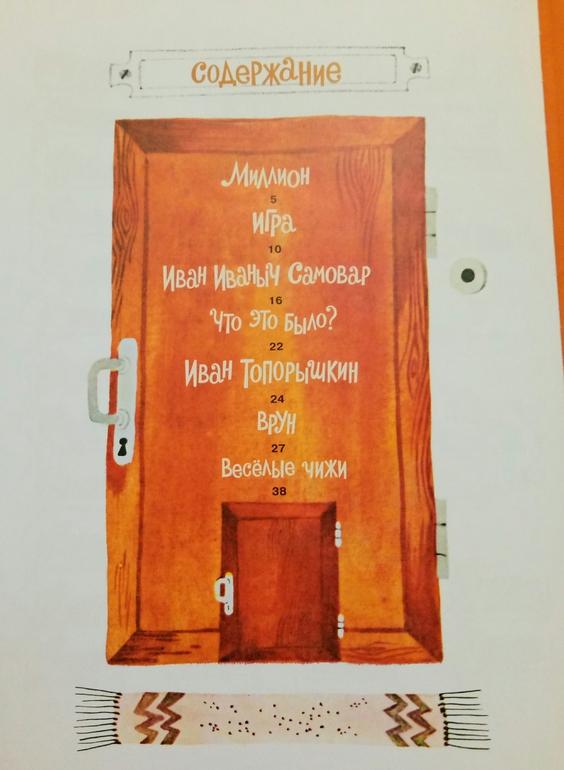 содержание
Миллион
5
Игра
10
Иван Иваныч Самовар
16
Что это было?
22
Иван Топорышкин
24
Врун
27
Весёлые чижи
38